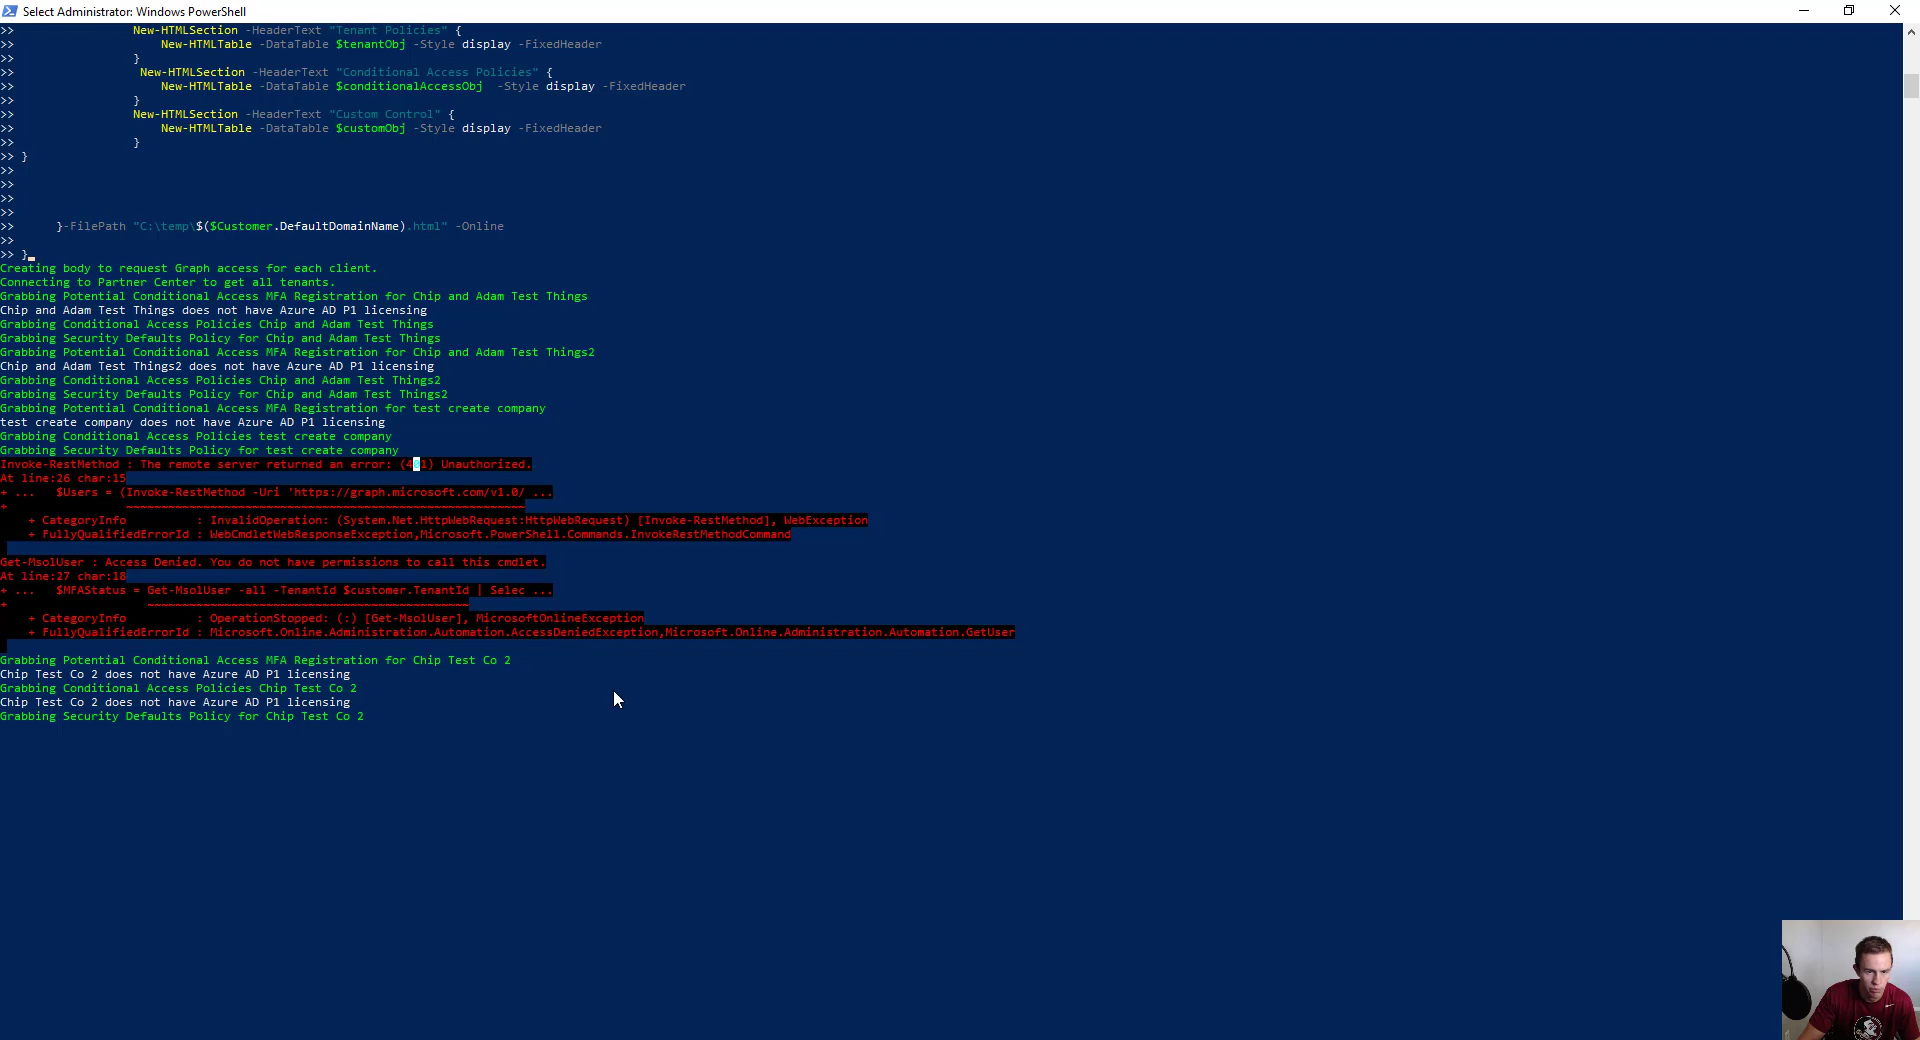 Select Administrator: Windows PowerShell
>> New-HTMLSection -HeaderText "Tenant Policies" {
>> New-HTMLTable -DataTable $tenantObj -Style display -FixedHeader
>> }
>> New-HTMLSection -HeaderText "Conditional Access Policies" {
>> New-HTMLTable -DataTable $conditionalAccessObj -Style display -FixedHeader
>> }
>> New-HTMLSection -HeaderText "Custom Control" {
>> New-HTMLTable -DataTable $customObj -Style display -FixedHeader
>> }
>> }
>>
>>
>>
>>
>> }-FilePath "C:\temp\$($Customer.DefaultDomainName).html" -Online
>>
>> }
Creating body to request Graph access for each client.
Connecting to Partner Center to get all tenants.
Grabbing Potential Conditional Access MFA Registration for Chip and Adam Test Things
Chip and Adam Test Things does not have Azure AD P1 licensing
Grabbing Conditional Access Policies Chip and Adam Test Things
Grabbing Security Defaults Policy for Chip and Adam Test Things
Grabbing Potential Conditional Access MFA Registration for Chip and Adam Test Things2
Chip and Adam Test Things2 does not have Azure AD P1 licensing
Grabbing Conditional Access Policies Chip and Adam Test Things2
Grabbing Security Defaults Policy for Chip and Adam Test Things2
Grabbing Potential Conditional Access MFA Registration for test create company
test create company does not have Azure AD P1 licensing
Grabbing Conditional Access Policies test create company
Grabbing Security Defaults Policy for test create company
Invoke-RestMethod : The remote server returned an error: (401) Unauthorized.
At line:26 char:15
+ ... $Users = (Invoke-RestMethod -Uri 'https://graph.microsoft.com/v1.0/ ...
+ ~~~~~~~~~~~~~~~~~~~~~~~~~~~~~~~~~~~~~~~~~~~~~~~~~~~~~~~~~
+ CategoryInfo : InvalidOperation: (System.Net.HttpWebRequest:HttpWebRequest) [Invoke-RestMethod], WebException
+ FullyQualifiedErrorId : WebCmdletWebResponseException,Microsoft.PowerShell.Commands.InvokeRestMethodCommand
Get-MsolUser : Access Denied. You do not have permissions to call this cmdlet.
At line:27 char:18
+ ... $MFAStatus = Get-MsolUser -all -TenantId $customer.TenantId | Selec ...
+ ~~~~~~~~~~~~~~~~~~~~~~~~~~~~~~~~~~~~~~~~~~~~~~
+ CategoryInfo : OperationStopped: (:) [Get-MsolUser], MicrosoftOnlineException
+ FullyQualifiedErrorId : Microsoft.Online.Administration.Automation.AccessDeniedException,Microsoft.Online.Administration.Automation.GetUser
Grabbing Potential Conditional Access MFA Registration for Chip Test Co 2
Chip Test Co 2 does not have Azure AD P1 licensing
Grabbing Conditional Access Policies Chip Test Co 2
Chip Test Co 2 does not have Azure AD P1 licensing
Grabbing Security Defaults Policy for Chip Test Co 2